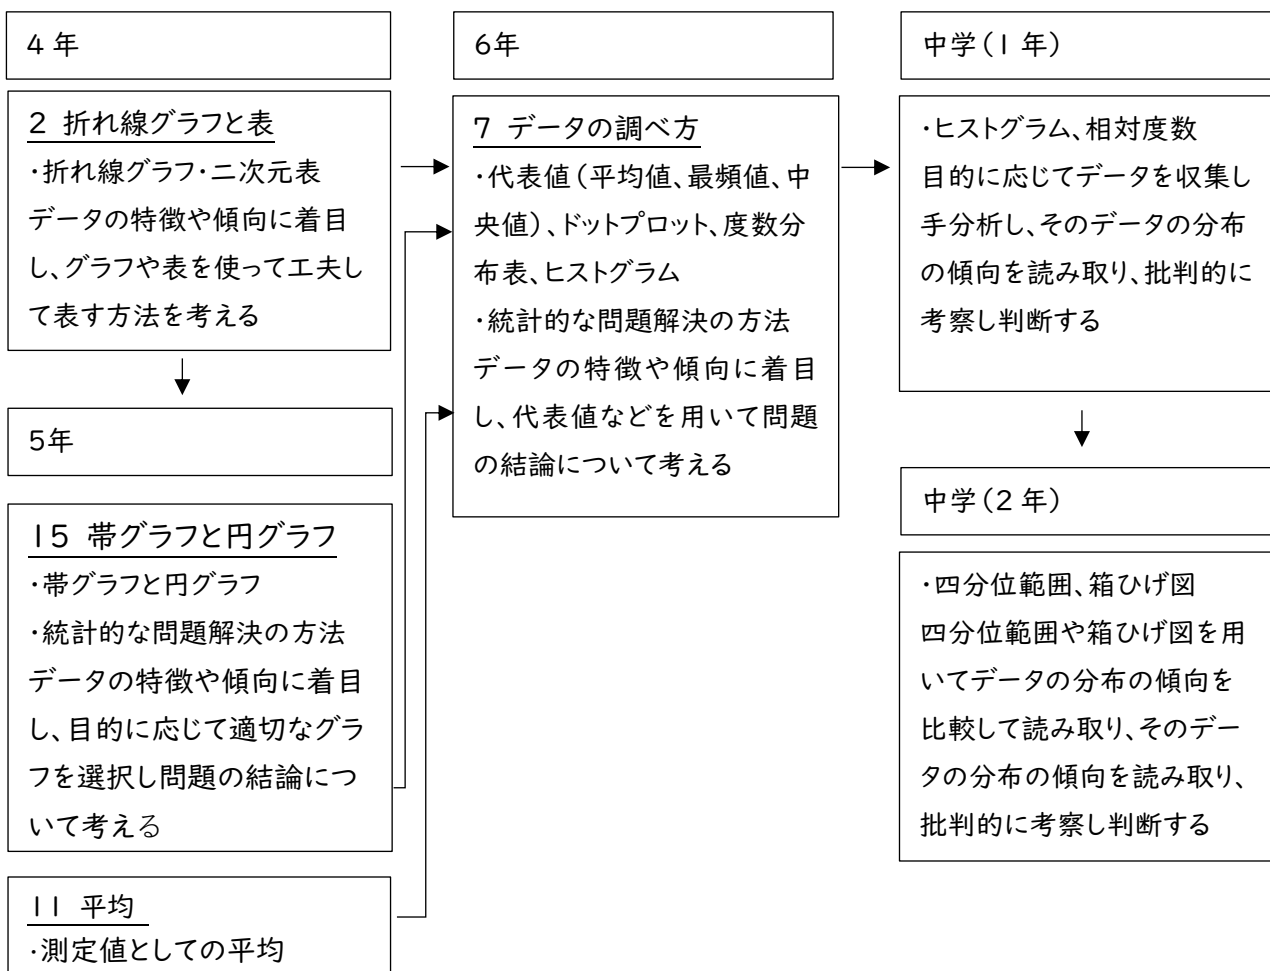 4年
2 折れ線グラフと表
・折れ線グラフ・二次元表
データの特徴や傾向に着目
し、グラフや表を使って工夫し
て表す方法を考える
5年
15 帯グラフと円グラフ
・帯グラフと円グラフ
・統計的な問題解決の方法
データの特徴や傾向に着目
し、目的に応じて適切なグラ
フを選択し問題の結論につ
いて考える
11 平均
・測定値としての平均
6年
7 データの調べ方
・代表値(平均値、最頻値、中
央値)、ドットプロット、度数分
布表、ヒストグラム
・統計的な問題解決の方法
データの特徴や傾向に着目
し、代表値などを用いて問題
の結論について考える
中学(1年)
・ヒストグラム、相対度数
目的に応じてデータを収集し
手分析し、そのデータの分布
の傾向を読み取り、批判的に
考察し判断する
中学(2年)
・四分位範囲、箱ひげ図
四分位範囲や箱ひげ図を用
いてデータの分布の傾向を
比較して読み取り、そのデー
タの分布の傾向を読み取り、
批判的に考察し判断する